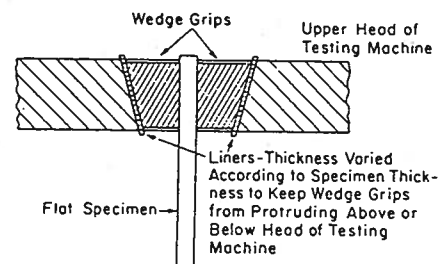 Wedge Grips
Upper Head of
Testing Machine
Liners-Thickness Varied
According to Specimen Thick-
ness to Keep Wedge Grips
from Protruding Above or
Below Head of Testing
Machine
Flat Specimen